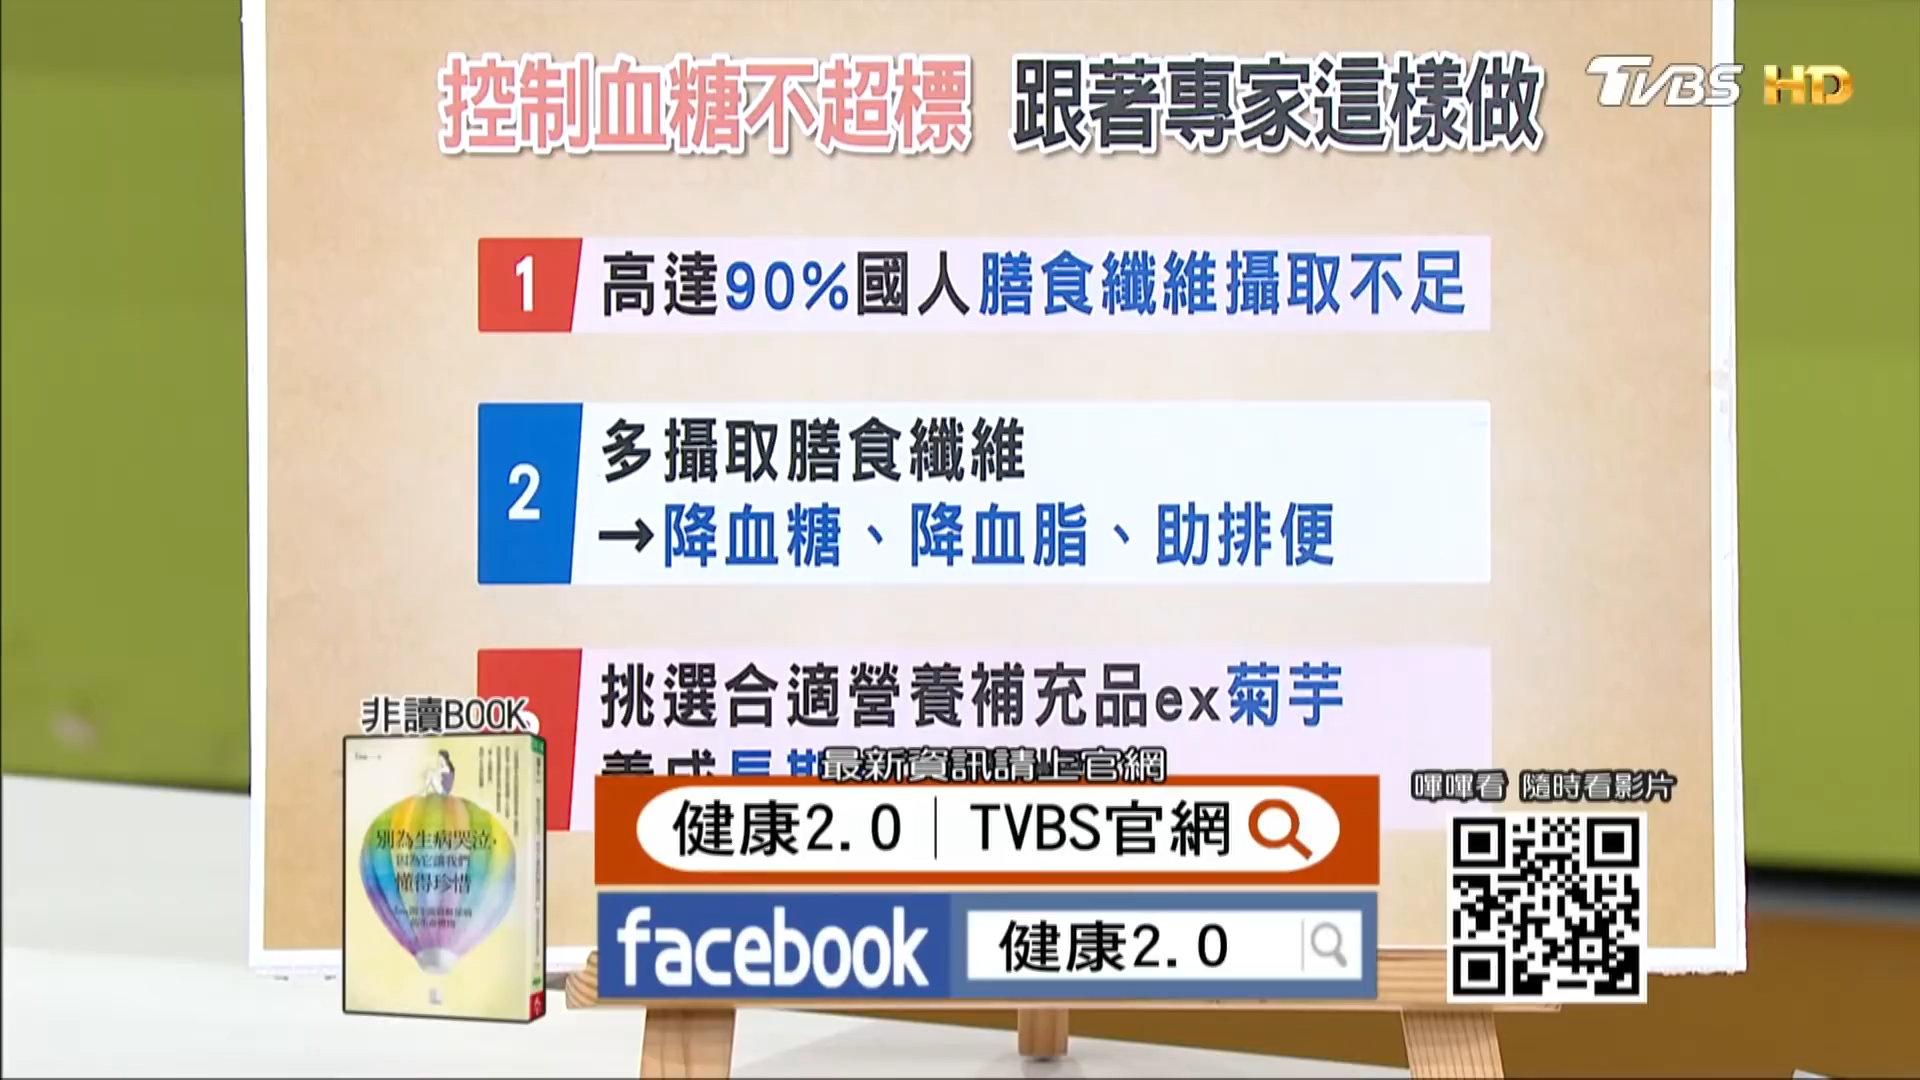 控制血糖不超標 跟著專家這樣做
TVBS HD
1 高達90%國人膳食纖維攝取不足
2 多攝取膳食纖維
→降血糖、降血脂、助排便
挑選合適營養補充品ex菊芋
養成長期
非讀BOOK
別為生病哭泣,
因為它讓我們
懂得珍惜
最新資訊請上官網
健康2.0 | TVBS官網
facebook 健康2.0
嗶嗶看 隨時看影片